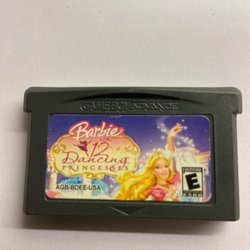 GAME BOY ADVANCE
Barbie
12
Dancing
PRINCESSES
AGB-BDEE-USA
E